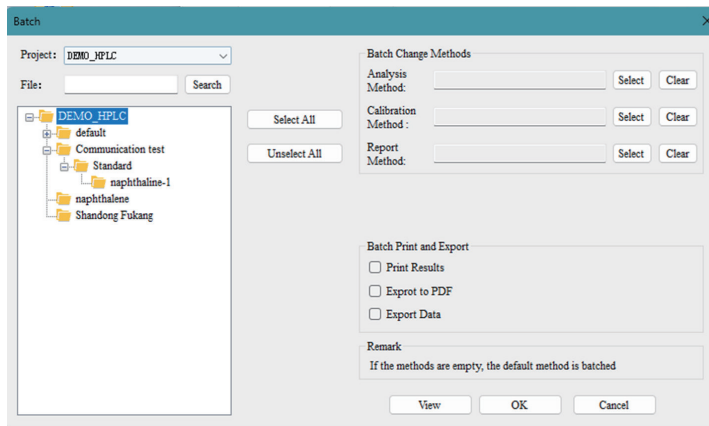 Batch
Project: DEMO_HPLC
File: Search
DEMO_HPLC
default
Communication test
Standard
naphthaline-1
naphthalene
Shandong Fukang
Select All
Unselect All
Batch Change Methods
Analysis
Method: Select Clear
Calibration
Method : Select Clear
Report
Method: Select Clear
Batch Print and Export
Print Results
Exprot to PDF
Export Data
Remark
If the methods are empty, the default method is batched
View OK Cancel